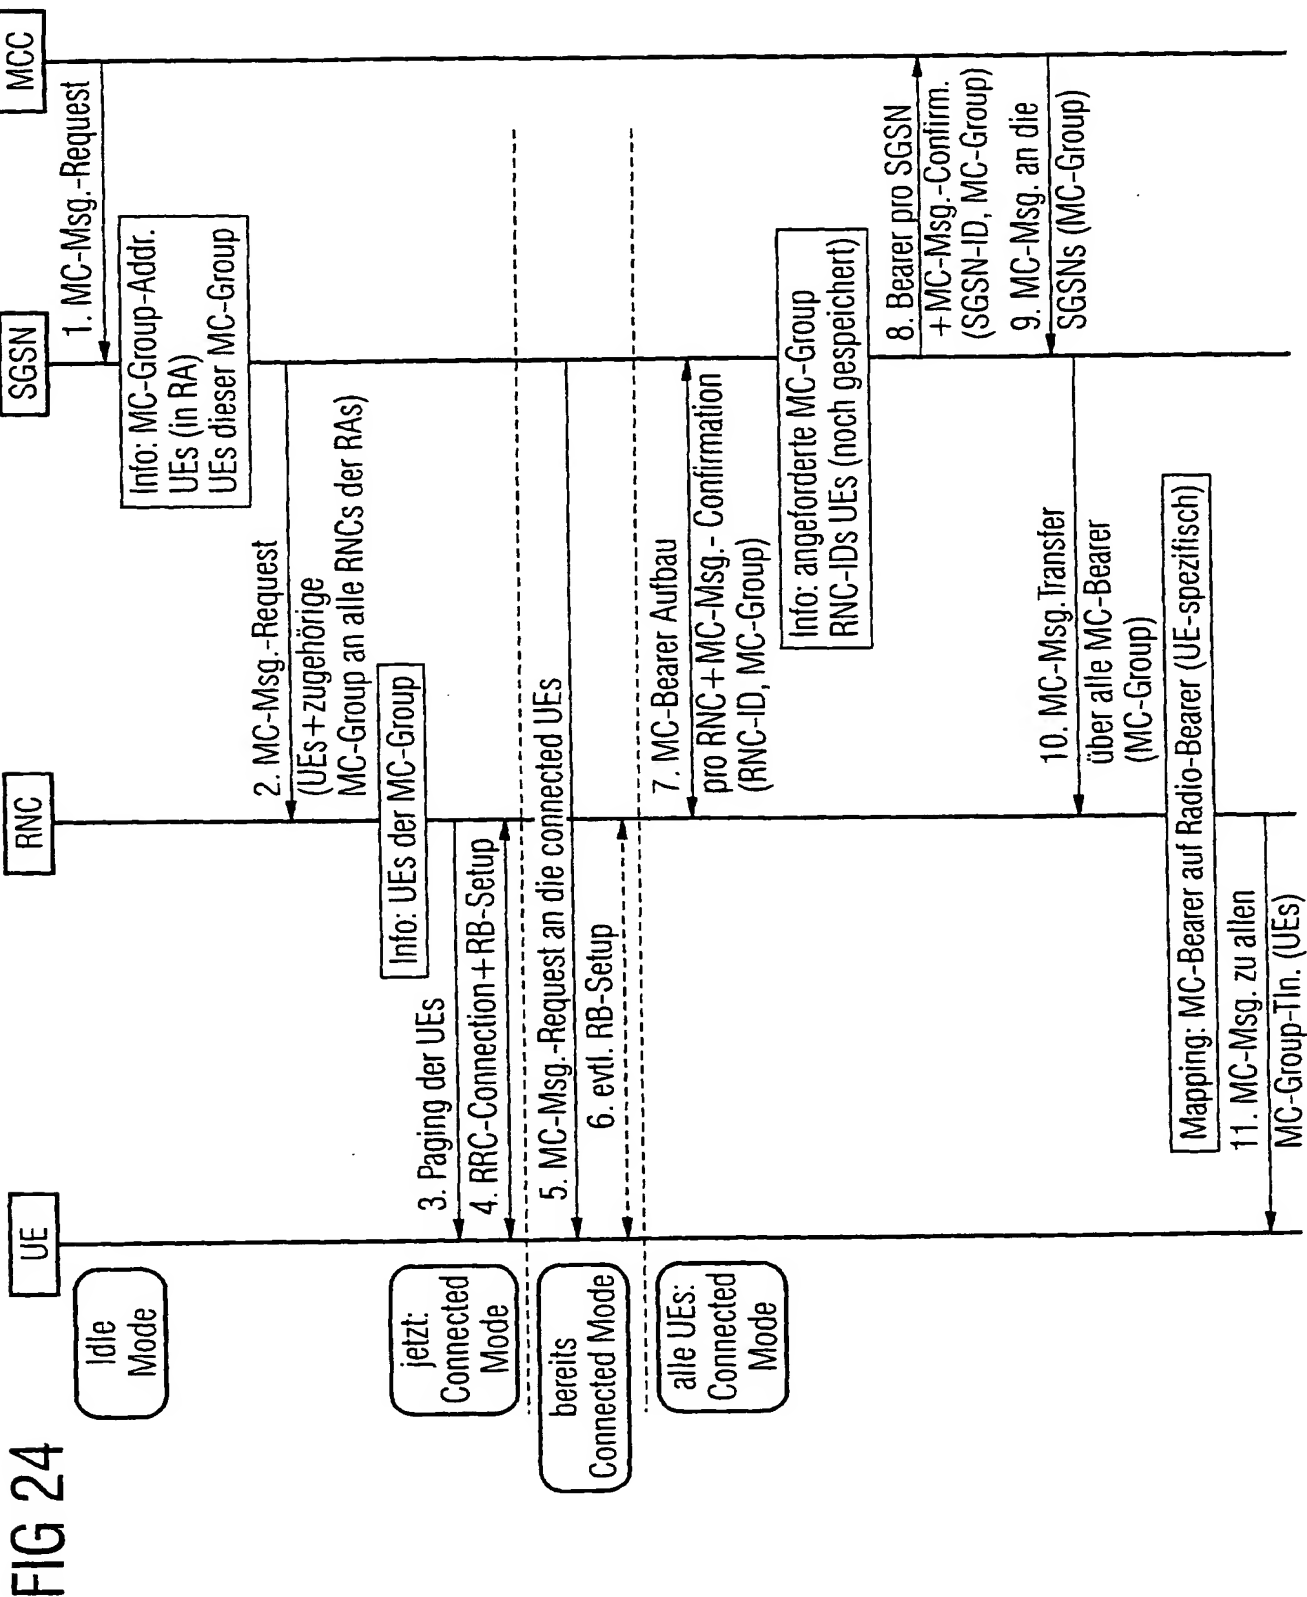 FIG 24
UE
RNC
SGSN
MCC
Idle
Mode
1. MC-Msg.-Request
Info: MC-Group-Addr.
UEs (in RA)
UEs dieser MC-Group
2. MC-Msg.-Request
(UEs+zugehörige
MC-Group an alle RNCs der RAs)
Info: UEs der MC-Group
jetzt:
Connected
Mode
3. Paging der UEs
4. RRC-Connection+RB-Setup
bereits
Connected Mode
5. MC-Msg.-Request an die connected UEs
6. evtl. RB-Setup
alle UEs:
Connected
Mode
7. MC-Bearer Aufbau
pro RNC+MC-Msg.- Confirmation
(RNC-ID, MC-Group)
Info: angeforderte MC-Group
RNC-IDs UEs (noch gespeichert)
8. Bearer pro SGSN
+MC-Msg.-Confirm.
(SGSN-ID, MC-Group)
9. MC-Msg. an die
SGSNs (MC-Group)
10. MC-Msg.Transfer
über alle MC-Bearer
(MC-Group)
Mapping: MC-Bearer auf Radio-Bearer (UE-spezifisch)
11. MC-Msg. zu allen
MC-Group-Tln. (UEs)